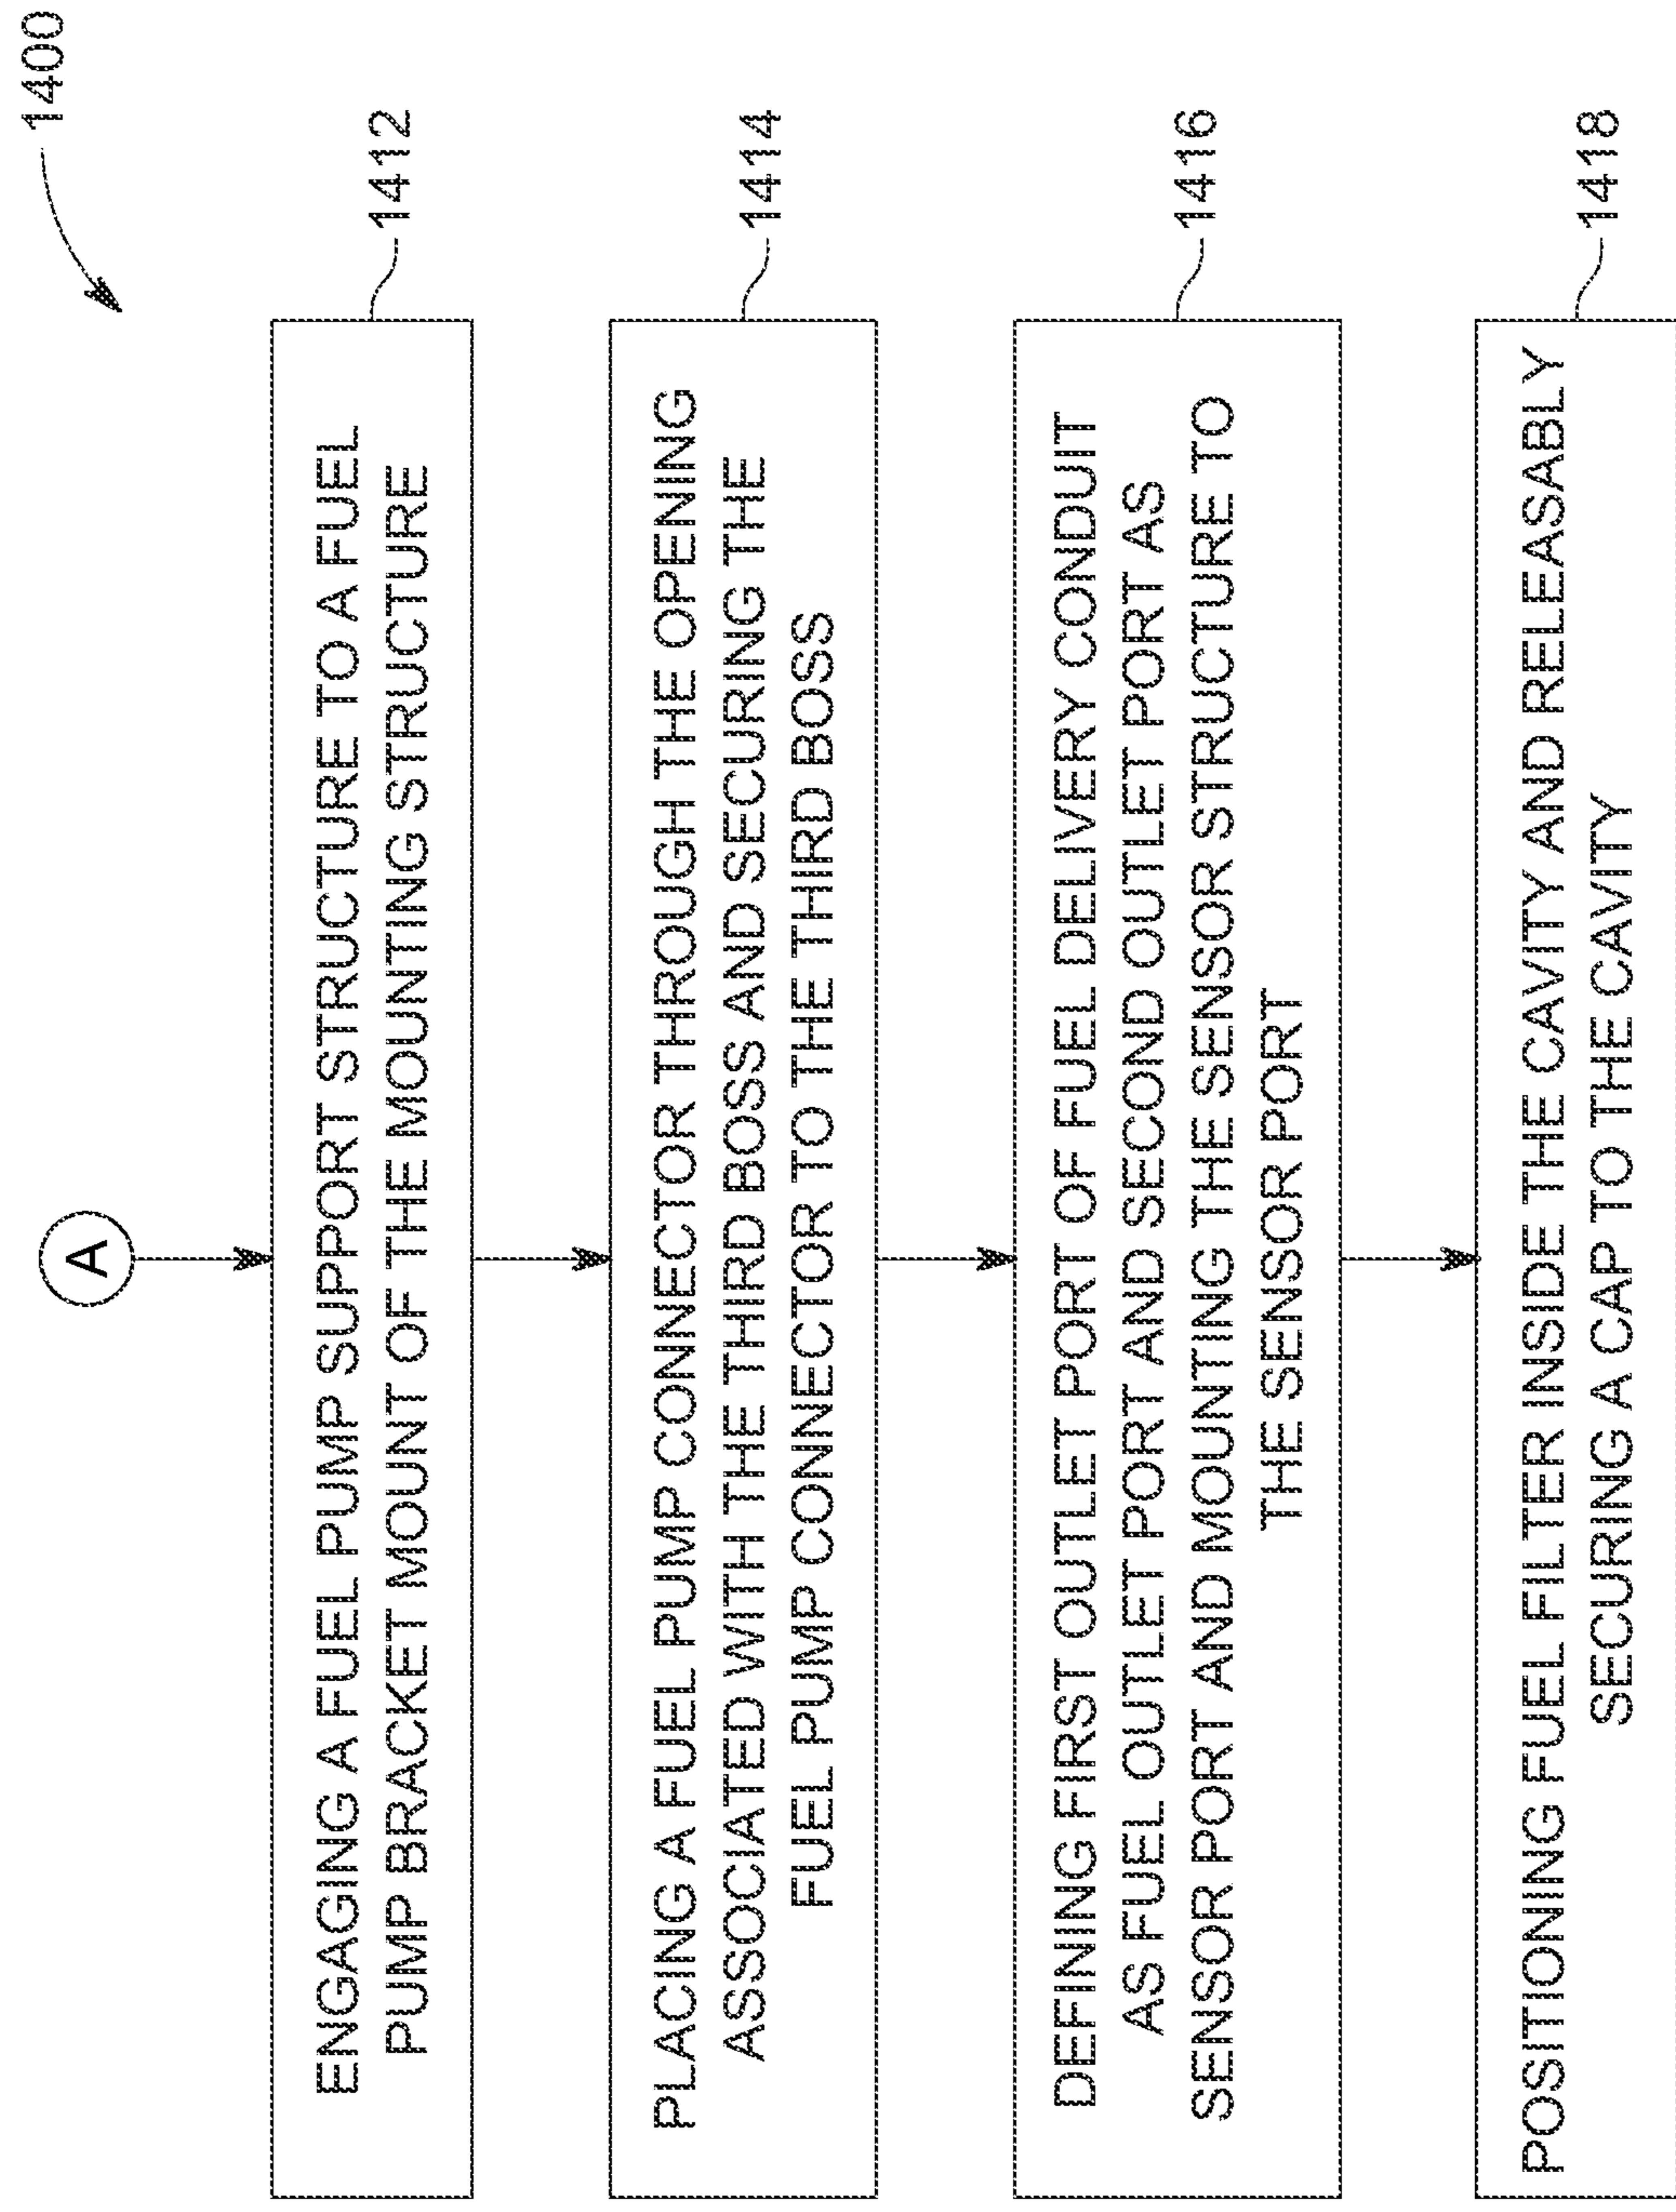 1400
A
ENGAGING A FUEL PUMP SUPPORT STRUCTURE TO A FUEL
PUMP BRACKET MOUNT OF THE MOUNTING STRUCTURE
1412
PLACING A FUEL PUMP CONNECTOR THROUGH THE OPENING
ASSOCIATED WITH THE THIRD BOSS AND SECURING THE
FUEL PUMP CONNECTOR TO THE THIRD BOSS
1414
DEFINING FIRST OUTLET PORT OF FUEL DELIVERY CONDUIT
AS FUEL OUTLET PORT AND SECOND OUTLET PORT AS
SENSOR PORT AND MOUNTING THE SENSOR STRUCTURE TO
THE SENSOR PORT
1416
POSITIONING FUEL FILTER INSIDE THE CAVITY AND RELEASABLY
SECURING A CAP TO THE CAVITY
1418